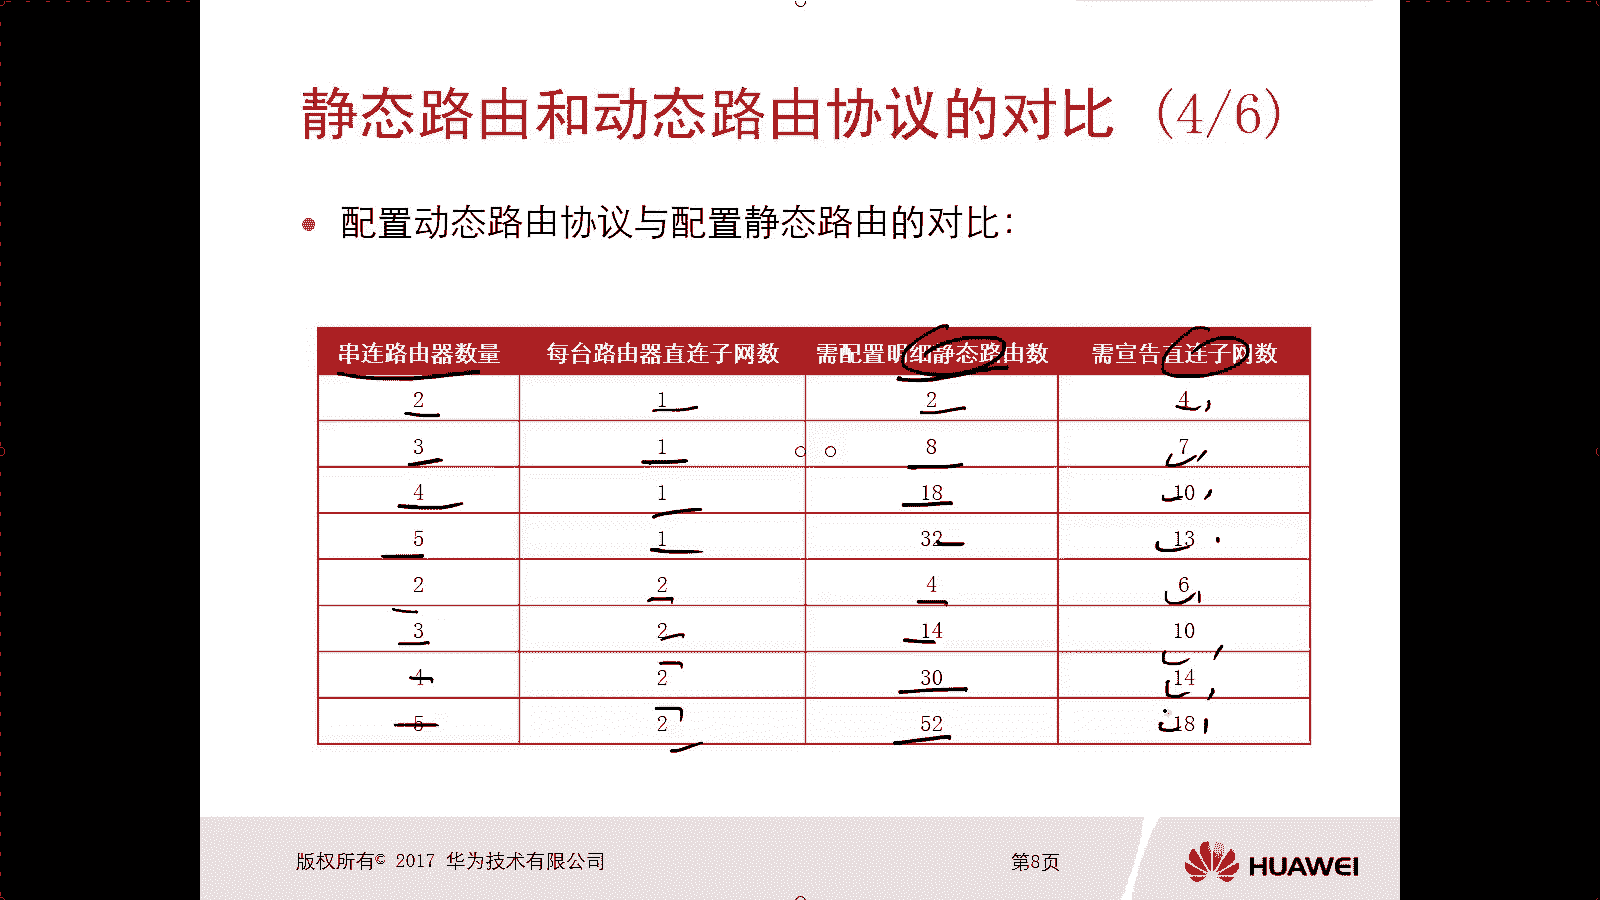 静态路由和动态路由协议的对比（4/6）
• 配置动态路由协议与配置静态路由的对比：
串连路由器数量 每台路由器直连子网数 需配置明细静态路由数 需宣告直连子网数
2 1 2 4
3 1 8 7
4 1 18 10
5 1 32 13
2 2 4 6
3 2 14 10
4 2 30 14
5 2 52 18
版权所有© 2017 华为技术有限公司 第8页 HUAWEI